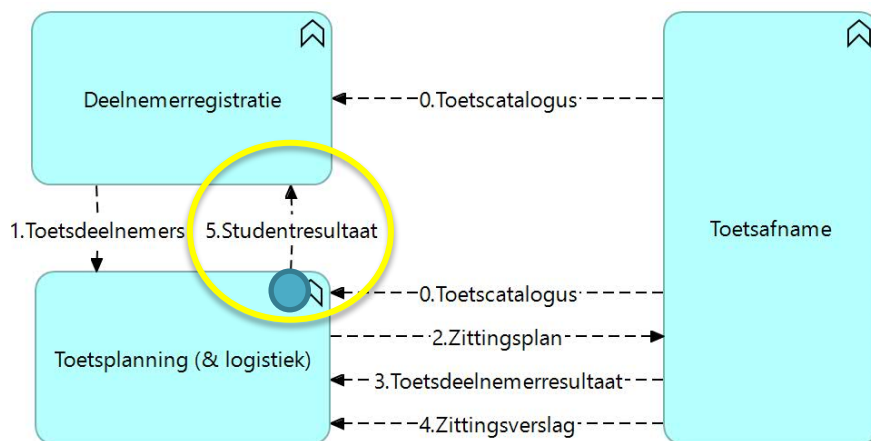 Deelnemerregistratie
0.Toetscatalogus
1.Toetsdeelnemers
5.Studentresultaat
Toetsafname
0.Toetscatalogus
2.Zittingsplan
Toetsplanning (& logistiek)
3.Toetsdeelnemerresultaat
4.Zittingsverslag